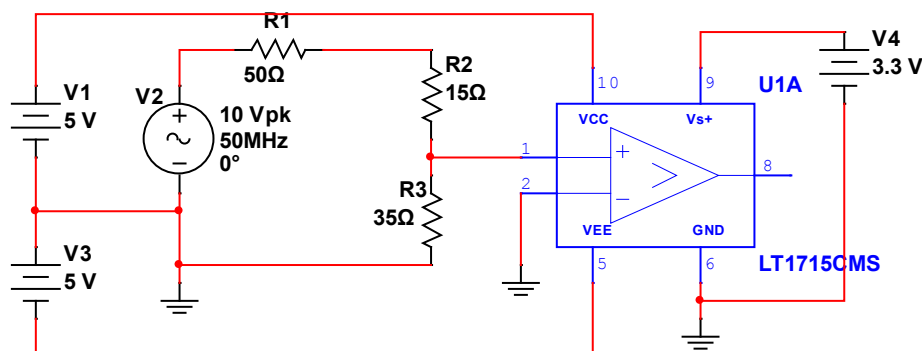 R1
50Ω
V1
5 V
V2
10 Vpk
50MHz
0°
R2
15Ω
R3
35Ω
V3
5 V
10
9
VCC
Vs+
1
2
8
VEE
GND
5
6
U1A
LT1715CMS
V4
3.3 V